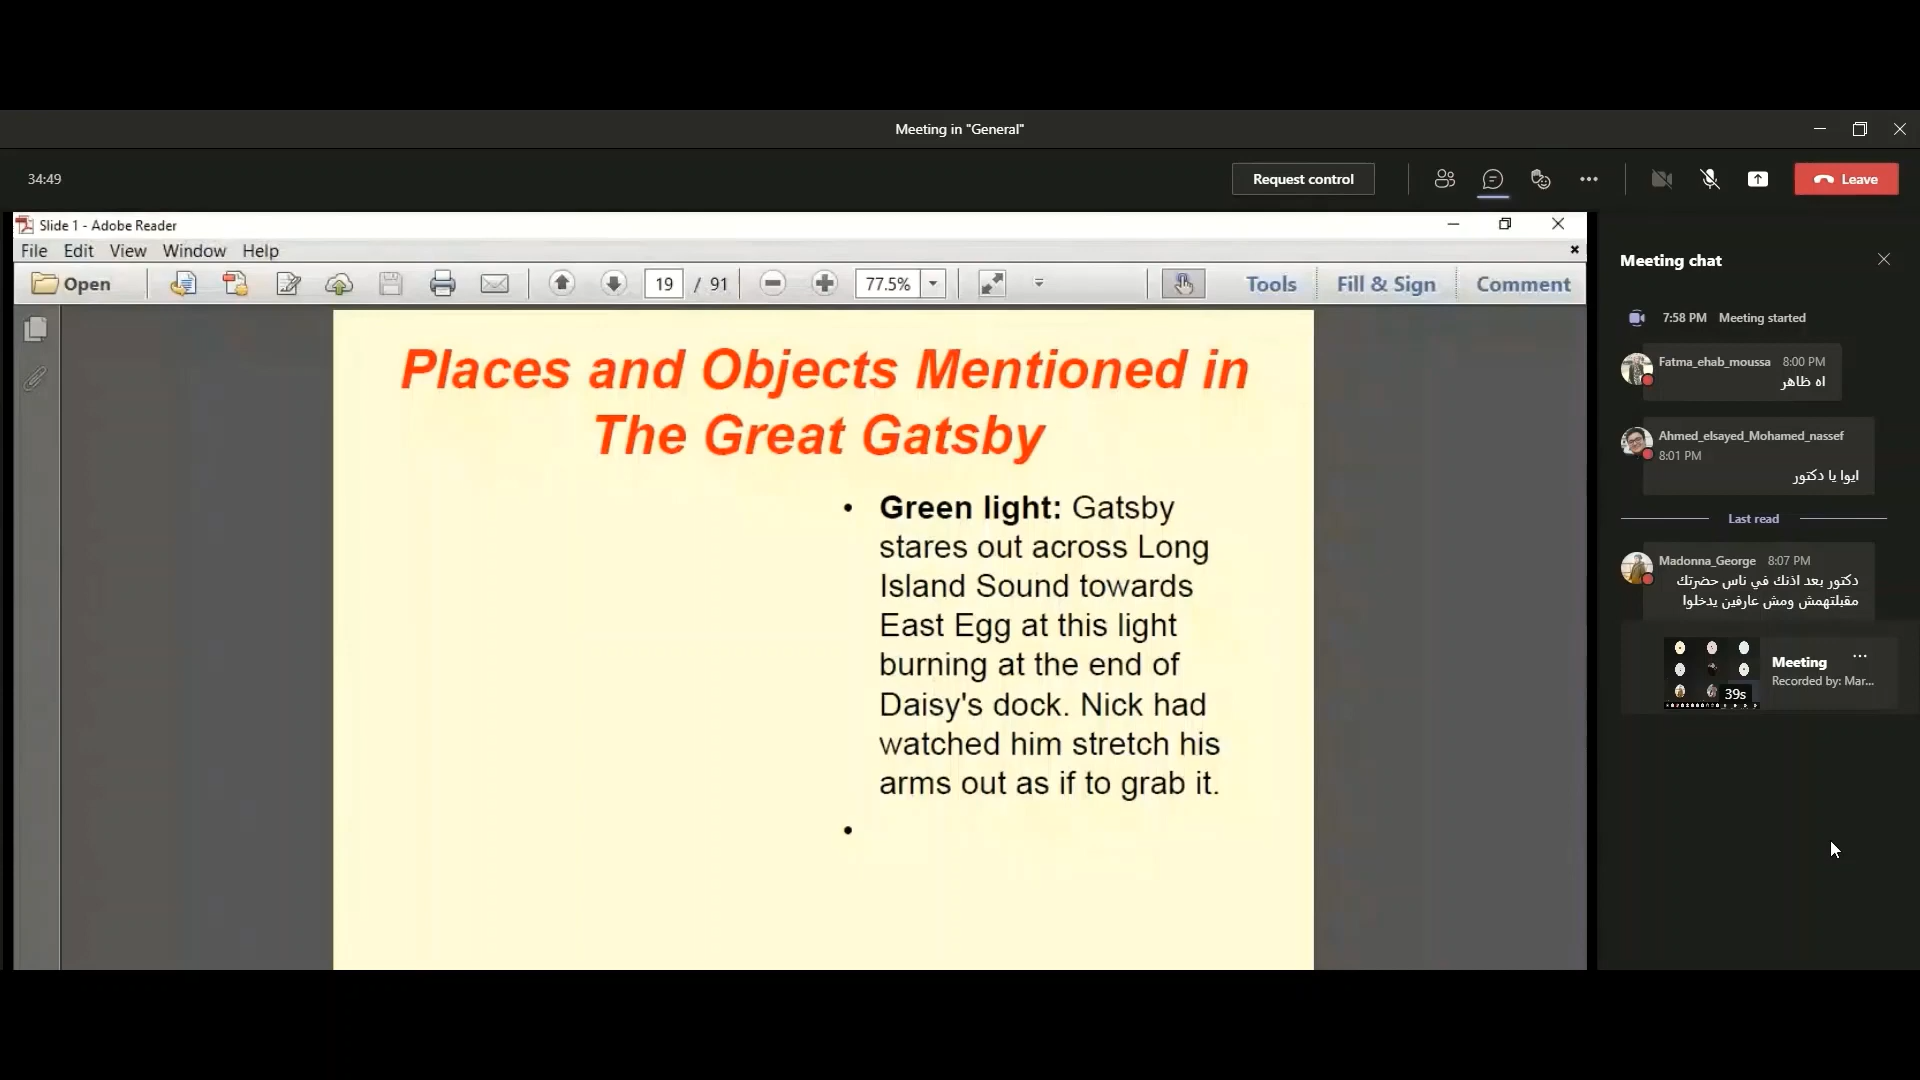 Meeting in "General"
34:49
Request control
Leave
Slide 1 - Adobe Reader
File Edit View Window Help
Open
19 / 91
77.5%
Tools
Fill & Sign
Comment
Places and Objects Mentioned in
The Great Gatsby
• Green light: Gatsby
stares out across Long
Island Sound towards
East Egg at this light
burning at the end of
Daisy's dock. Nick had
watched him stretch his
arms out as if to grab it.
•
Meeting chat
7:58 PM Meeting started
Fatma_ehab_moussa 8:00 PM
اه ظاهر
Ahmed_elsayed_Mohamed_nassef
8:01 PM
ايوا يا دكتور
Last read
Madonna_George 8:07 PM
دكتور بعد اذنك في ناس حضرتك
مقبلتهمش ومش عارفين يدخلوا
Meeting
Recorded by: Mar...
39s